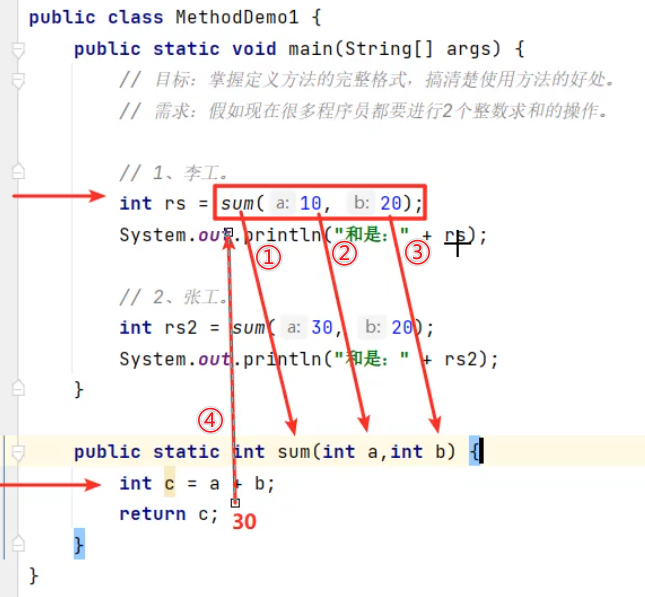 public class MethodDemo1 {
public static void main(String[] args) {
// 目标：掌握定义方法的完整格式，搞清楚使用方法的好处。
// 需求：假如现在很多程序员都要进行2个整数求和的操作。
// 1、李工。
int rs = sum( a: 10, b: 20);
System.out.println("和是：" + rs);
① ② ③
// 2、张工。
int rs2 = sum( a: 30, b: 20);
System.out.println("和是：" + rs2);
}
④
public static int sum(int a,int b) {
int c = a + b;
return c;
30
}
}